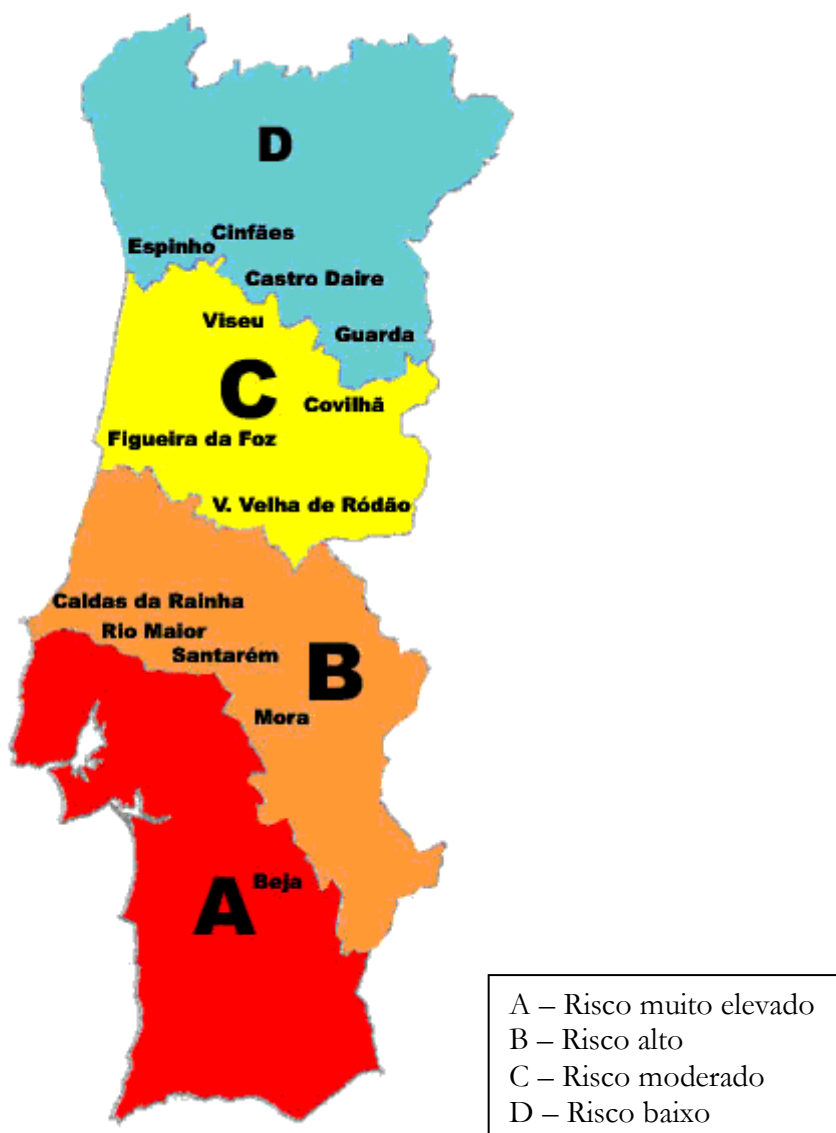 D
Cinfães
Espinho
Castro Daire
Viseu
Guarda
C
Covilhã
Figueira da Foz
V. Velha de Ródão
Caldas da Rainha
Rio Maior
Santarém
B
Mora
Beja
A
A – Risco muito elevado
B – Risco alto
C – Risco moderado
D – Risco baixo